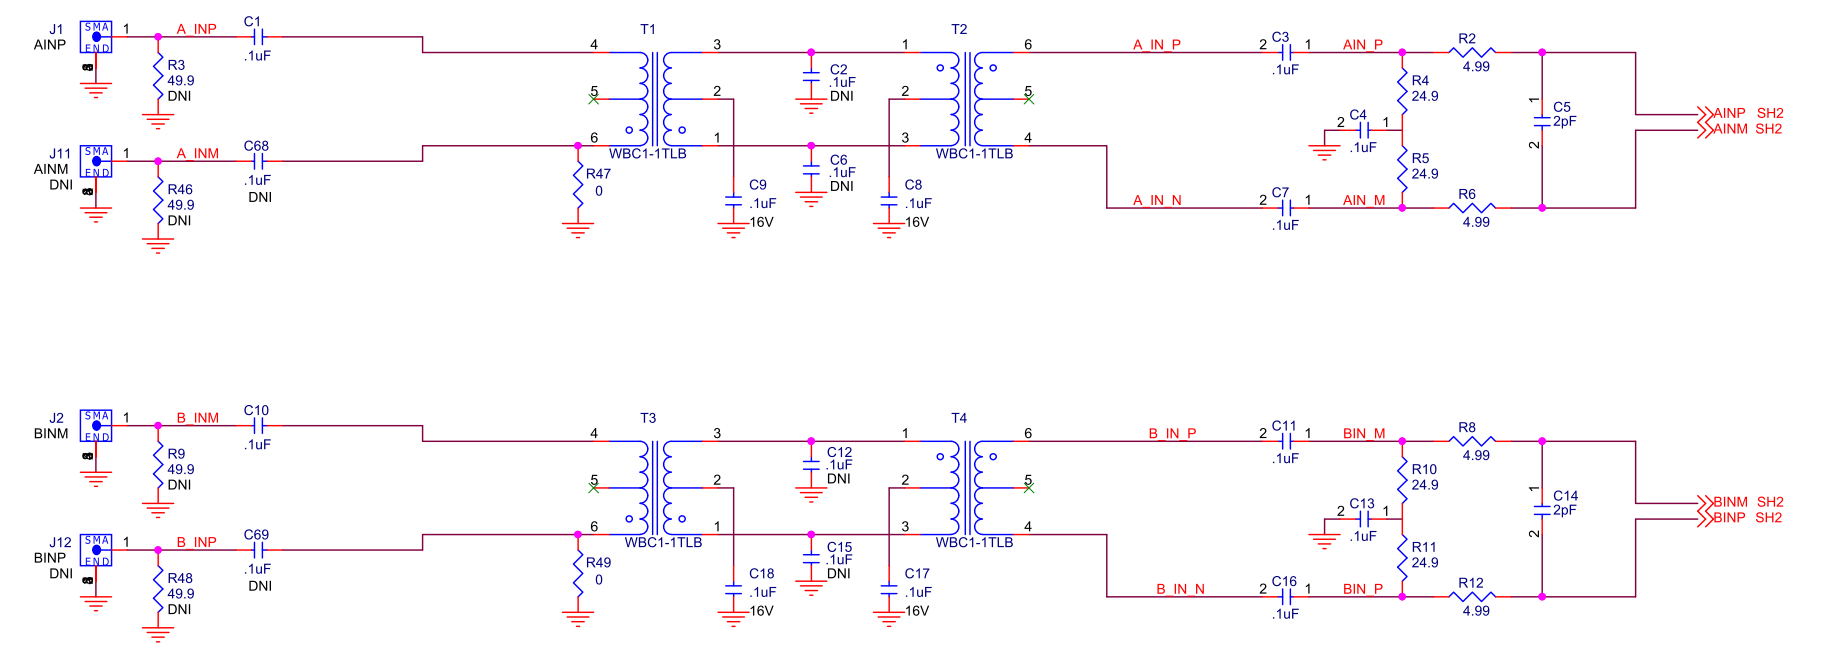 J1
AINP
SMA
END
1
A_INP
C1
.1uF
R3
49.9
DNI
J11
AINM
DNI
SMA
END
1
A_INM
C68
.1uF
DNI
R46
49.9
DNI
T1
4
5
6
3
2
1
WBC1-1TLB
R47
0
C9
.1uF
16V
C2
.1uF
DNI
C6
.1uF
DNI
C8
.1uF
16V
T2
1
2
3
6
5
4
WBC1-1TLB
A_IN_P
A_IN_N
2
C3
1
.1uF
AIN_P
R2
4.99
R4
24.9
2
C4
1
.1uF
R5
24.9
2
C7
1
.1uF
AIN_M
R6
4.99
1
C5
2pF
2
AINP SH2
AINM SH2
J2
BINM
SMA
END
1
B_INM
C10
.1uF
R9
49.9
DNI
J12
BINP
DNI
SMA
END
1
B_INP
C69
.1uF
DNI
R48
49.9
DNI
T3
4
5
6
3
2
1
WBC1-1TLB
R49
0
C18
.1uF
16V
C12
.1uF
DNI
C15
.1uF
DNI
C17
.1uF
16V
T4
1
2
3
6
5
4
WBC1-1TLB
B_IN_P
B_IN_N
2
C11
1
.1uF
BIN_M
R8
4.99
R10
24.9
2
C13
1
.1uF
R11
24.9
2
C16
1
.1uF
BIN_P
R12
4.99
1
C14
2pF
2
BINM SH2
BINP SH2